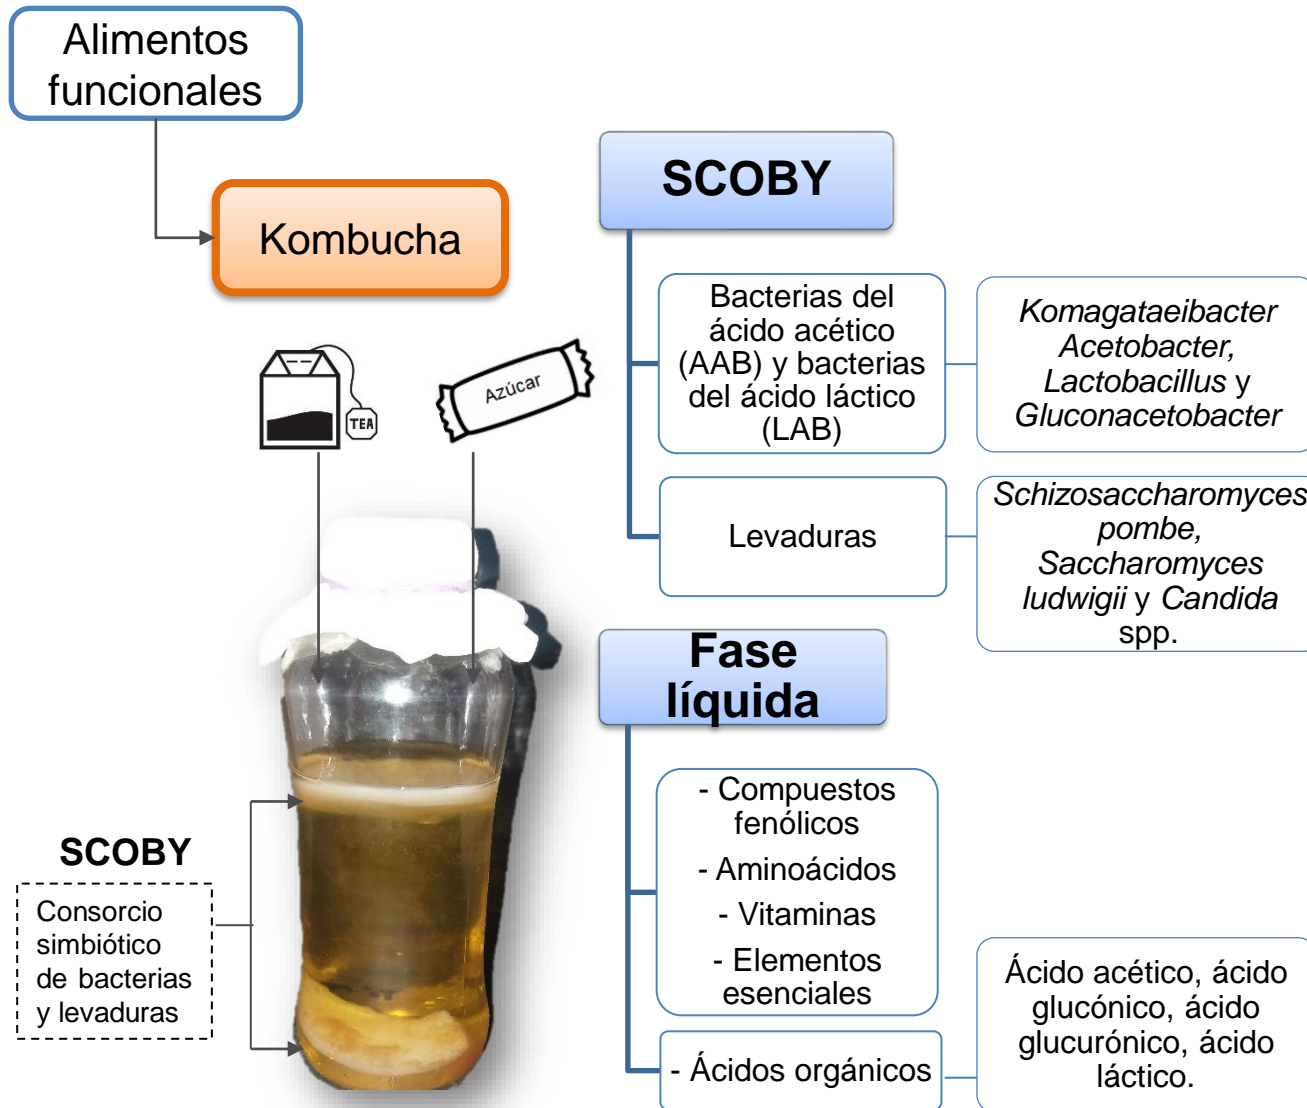 Alimentos
funcionales
Kombucha
TEA
Azúcar
SCOBY
Consorcio
simbiótico
de bacterias
y levaduras
SCOBY
Bacterias del
ácido acético
(AAB) y bacterias
del ácido láctico
(LAB)
Komagataeibacter
Acetobacter,
Lactobacillus y
Gluconacetobacter
Levaduras
Schizosaccharomyces
pombe,
Saccharomyces
ludwigii y Candida
spp.
Fase
líquida
- Compuestos
fenólicos
- Aminoácidos
- Vitaminas
- Elementos
esenciales
- Ácidos orgánicos
Ácido acético, ácido
glucónico, ácido
glucurónico, ácido
láctico.